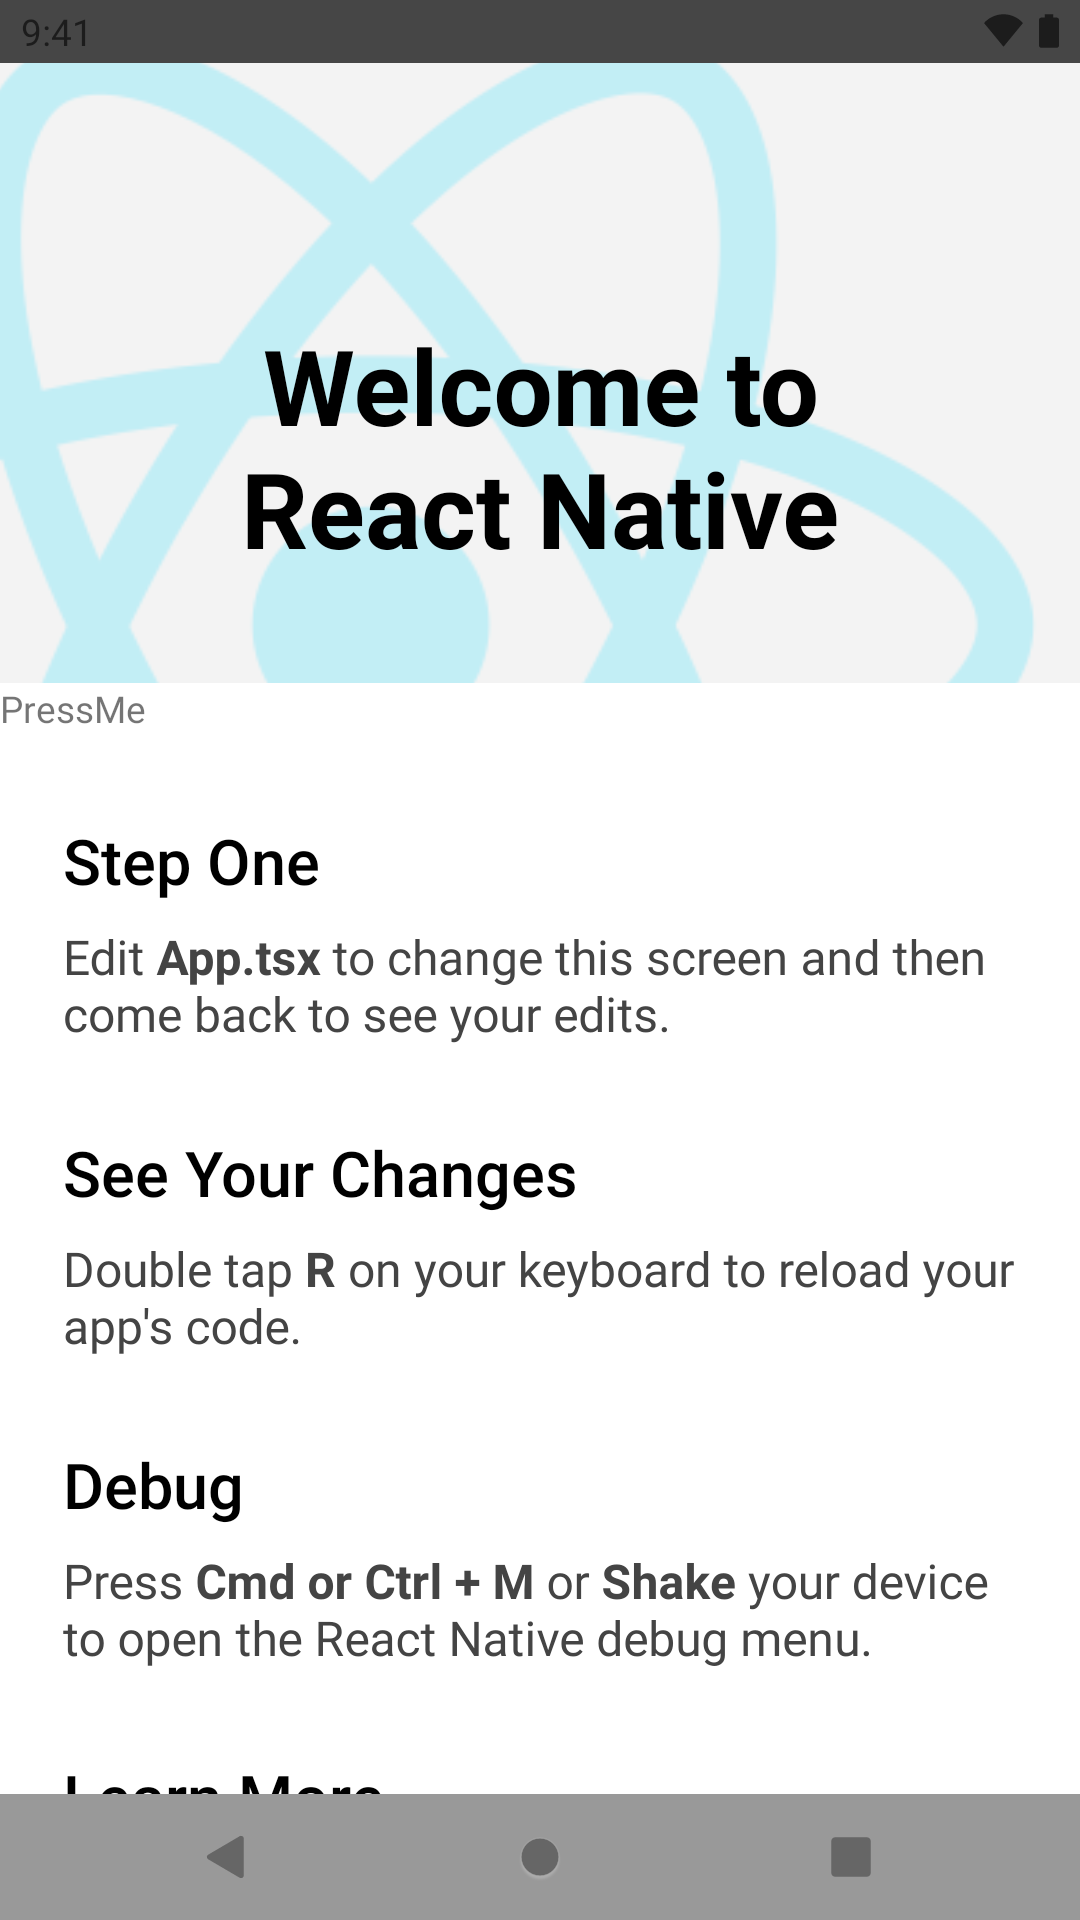 9:41
Welcome to
React Native
PressMe
Step One
Edit App.tsx to change this screen and then
come back to see your edits.
See Your Changes
Double tap R on your keyboard to reload your
app's code.
Debug
Press Cmd or Ctrl + M or Shake your device
to open the React Native debug menu.
Learn More